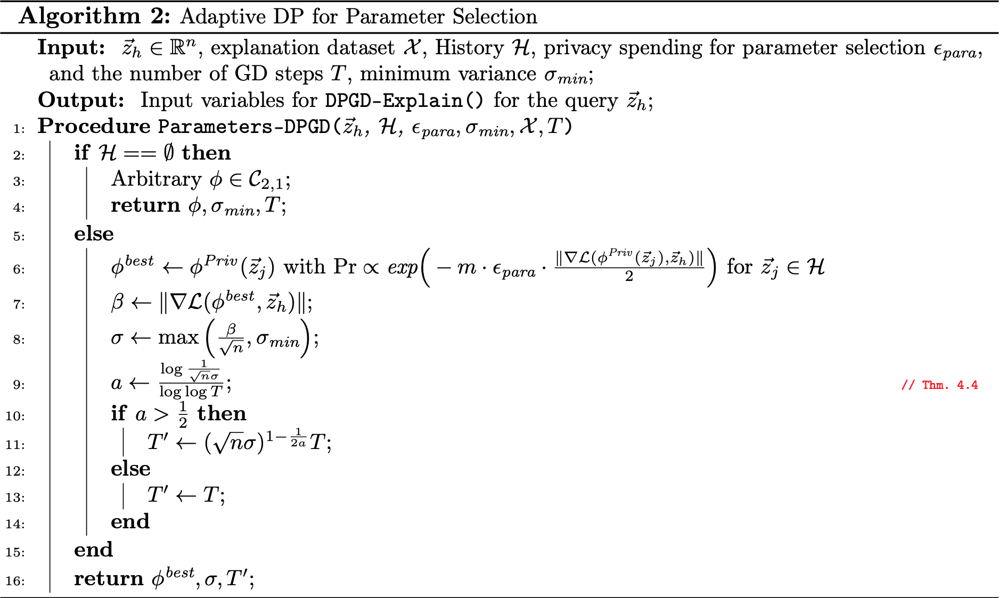 Algorithm 2: Adaptive DP for Parameter Selection
Input: $\vec{z}_h \in \mathbb{R}^n$, explanation dataset $\mathcal{X}$, History $\mathcal{H}$, privacy spending for parameter selection $\epsilon_{para}$,
and the number of GD steps $T$, minimum variance $\sigma_{min}$;
Output: Input variables for DPGD-Explain() for the query $\vec{z}_h$;
1: Procedure Parameters-DPGD($\vec{z}_h$, $\mathcal{H}$, $\epsilon_{para}, \sigma_{min}, \mathcal{X}, T$)
2: if $\mathcal{H} == \emptyset$ then
3: Arbitrary $\phi \in \mathcal{C}_{2,1}$;
4: return $\phi, \sigma_{min}, T$;
5: else
6: $\phi^{best} \leftarrow \phi^{Priv}(\vec{z}_j)$ with $\Pr \propto exp\left(-m \cdot \epsilon_{para} \cdot \frac{\|\nabla \mathcal{L}(\phi^{Priv}(\vec{z}_j), \vec{z}_h)\|}{2}\right)$ for $\vec{z}_j \in \mathcal{H}$
7: $\beta \leftarrow \|\nabla \mathcal{L}(\phi^{best}, \vec{z}_h)\|$;
8: $\sigma \leftarrow \max\left(\frac{\beta}{\sqrt{n}}, \sigma_{min}\right)$;
9: $a \leftarrow \frac{\log \frac{1}{\sqrt{n}\sigma}}{\log \log T}$; // Thm. 4.4
10: if $a > \frac{1}{2}$ then
11: $T' \leftarrow (\sqrt{n}\sigma)^{1-\frac{1}{2a}} T$;
12: else
13: $T' \leftarrow T$;
14: end
15: end
16: return $\phi^{best}, \sigma, T'$;